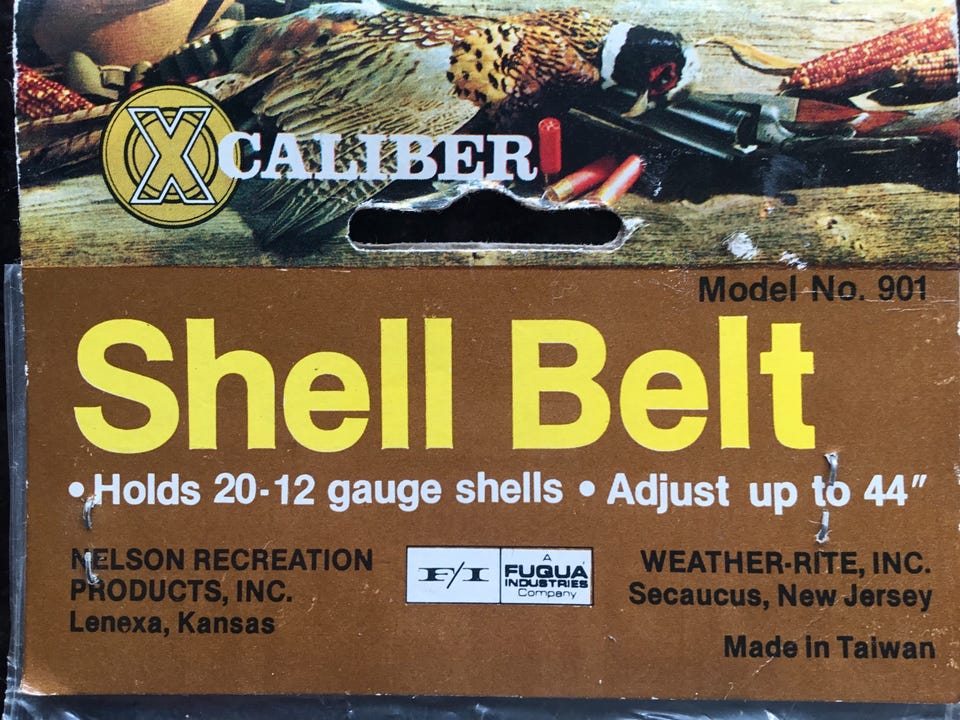 XCALIBER
Model No. 901
Shell Belt
• Holds 20-12 gauge shells • Adjust up to 44"
NELSON RECREATION
PRODUCTS, INC.
Lenexa, Kansas
F/I
A
FUQUA
INDUSTRIES
Company
WEATHER-RITE, INC.
Secaucus, New Jersey
Made in Taiwan